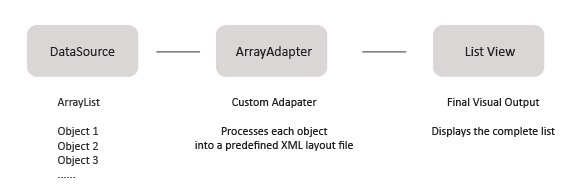 DataSource
ArrayAdapter
List View
ArrayList
Custom Adapater
Final Visual Output
Object 1
Object 2
Object 3
......
Processes each object
into a predefined XML layout file
Displays the complete list